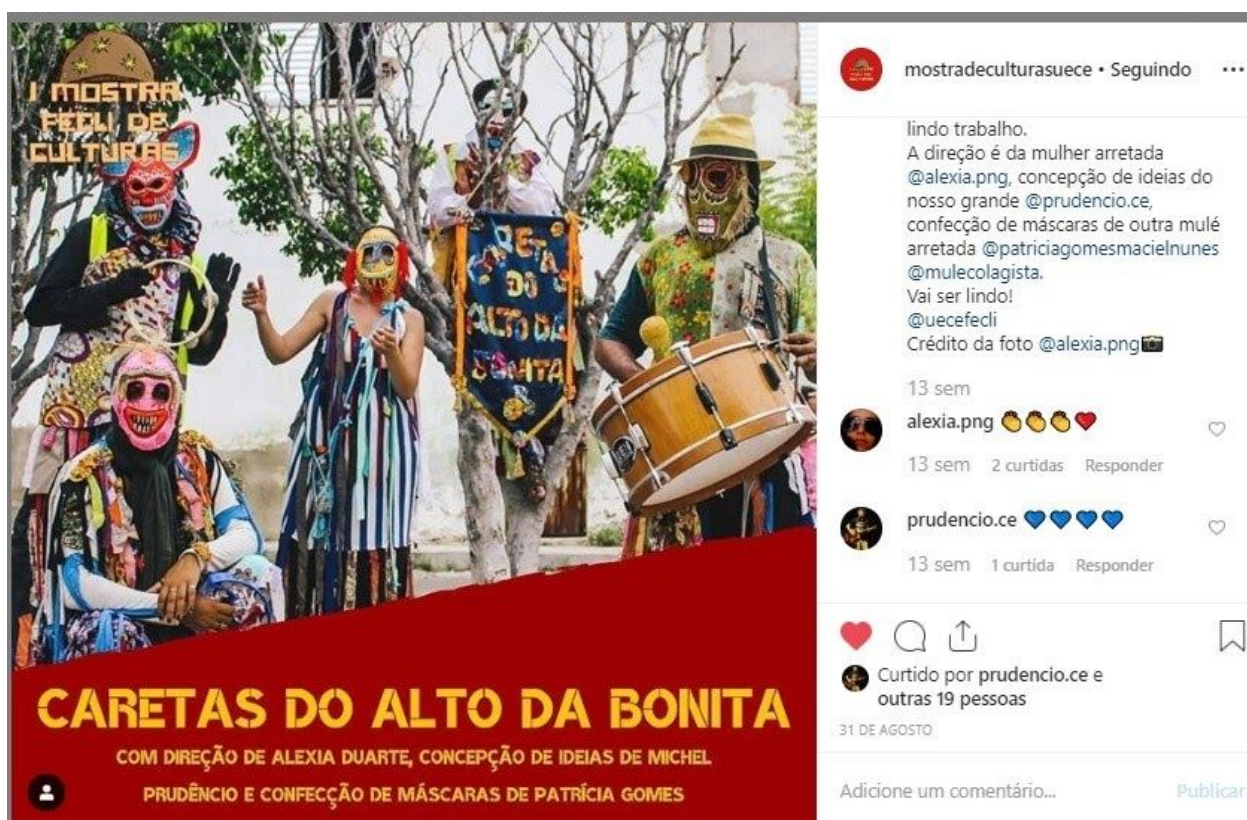 I MOSTRA
FECLI DE
CULTURAS
CARETAS
DO
ALTO DA
BONITA
CARETAS DO ALTO DA BONITA
COM DIREÇÃO DE ALEXIA DUARTE, CONCEPÇÃO DE IDEIAS DE MICHEL
PRUDÊNCIO E CONFECÇÃO DE MÁSCARAS DE PATRÍCIA GOMES
mostradeculturasuece • Seguindo
lindo trabalho.
A direção é da mulher arretada
@alexia.png, concepção de ideias do
nosso grande @prudencio.ce,
confecção de máscaras de outra mulé
arretada @patriciagomesmacielnunes
@mulecolagista.
Vai ser lindo!
@uecefecli
Crédito da foto @alexia.png📸
13 sem
alexia.png 👏👏👏❤
13 sem 2 curtidas Responder
prudencio.ce 💙💙💙💙
13 sem 1 curtida Responder
Curtido por prudencio.ce e
outras 19 pessoas
31 DE AGOSTO
Adicione um comentário... Publicar